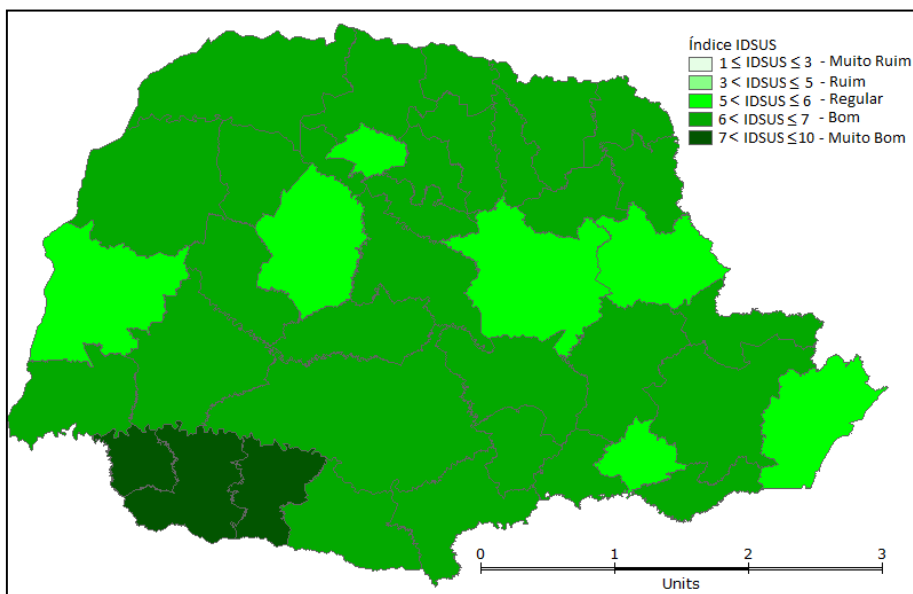 Índice IDSUS
1 ≤ IDSUS ≤ 3 - Muito Ruim
3 < IDSUS ≤ 5 - Ruim
5 < IDSUS ≤ 6 - Regular
6 < IDSUS ≤ 7 - Bom
7 < IDSUS ≤ 10 - Muito Bom
0 1 2 3
Units